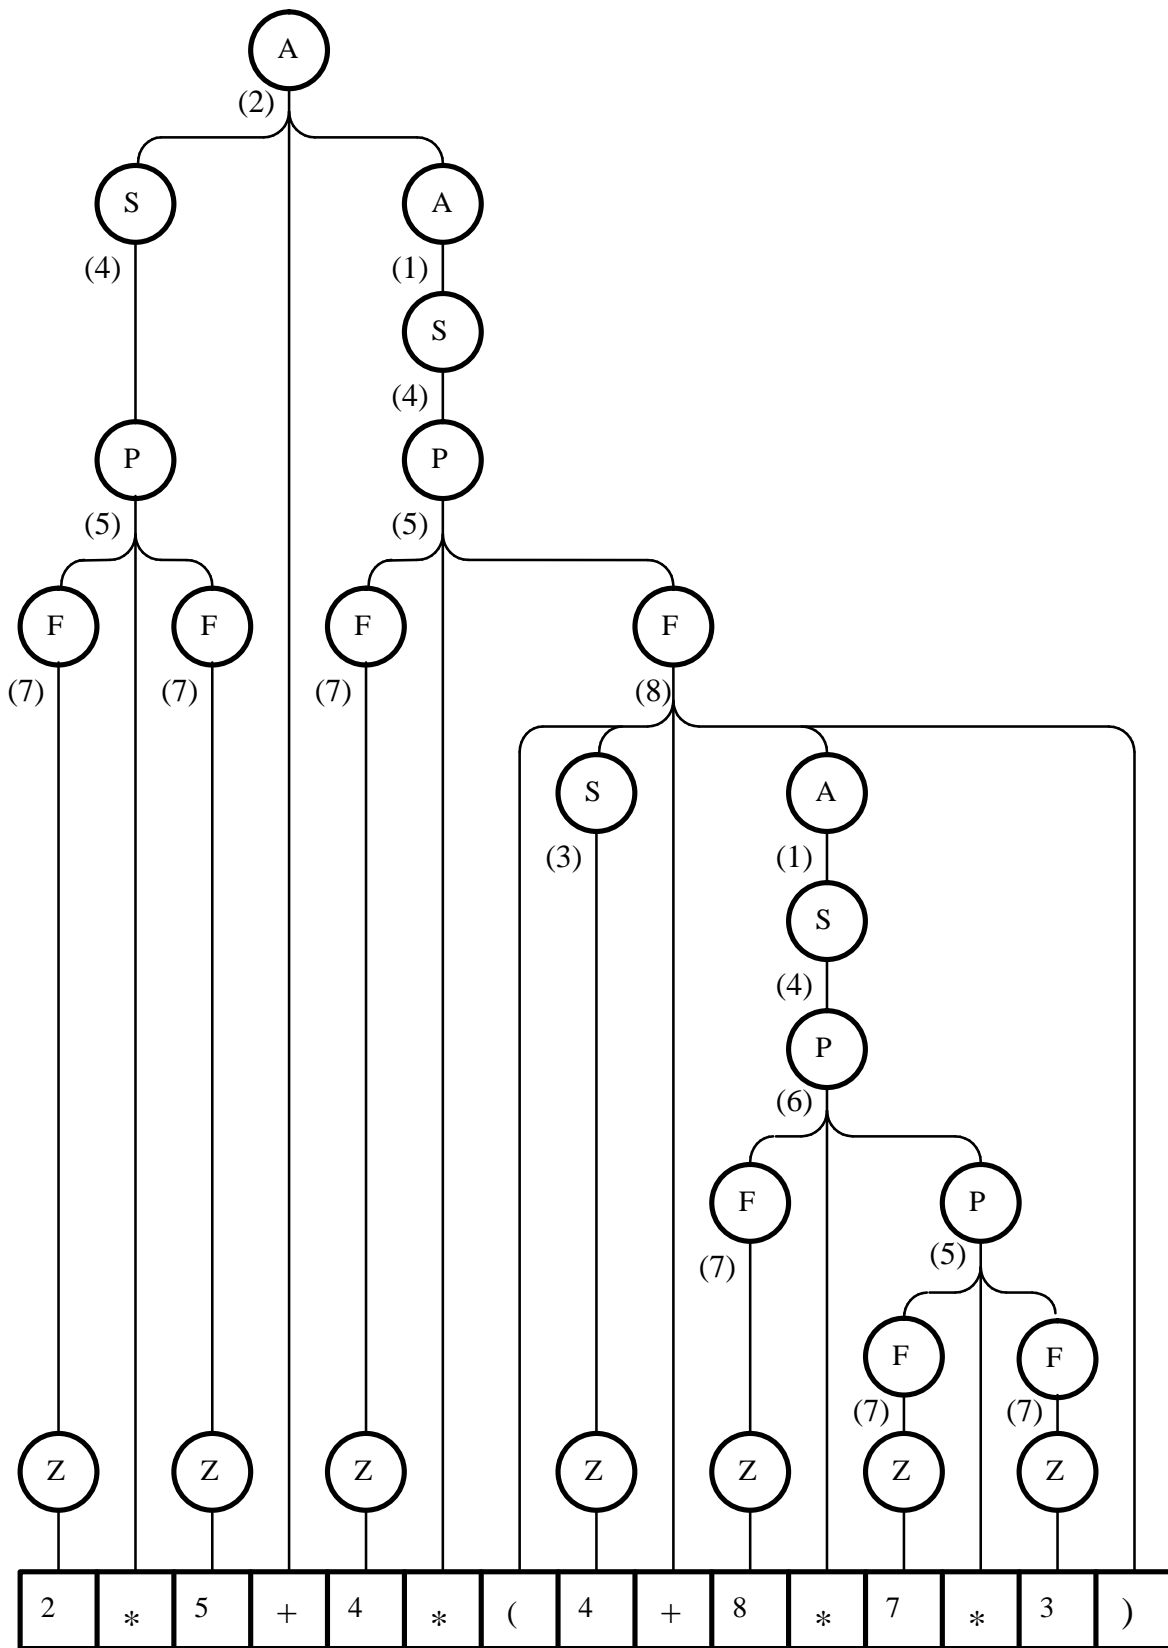 A
(2)
S A
(4) (1)
S
(4)
P P
(5) (5)
F F F F
(7) (7) (7) (8)
S A
(3) (1)
S
(4)
P
(6)
F P
(7) (5)
F F
(7) (7)
Z Z Z Z Z Z Z
2 * 5 + 4 * ( 4 + 8 * 7 * 3 )